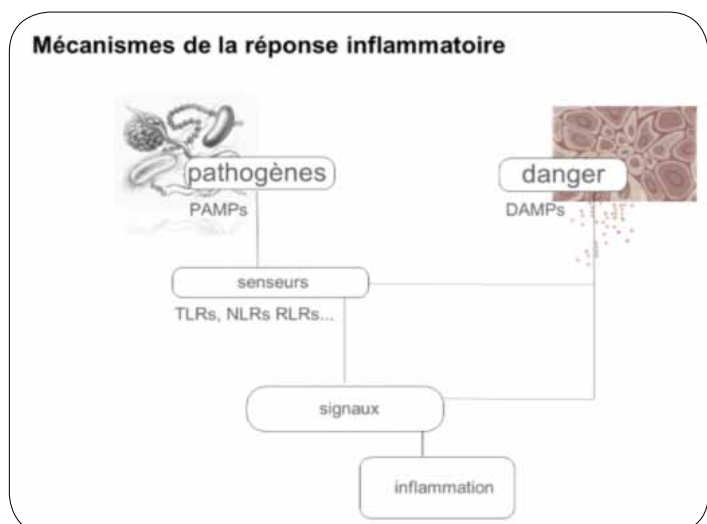 Mécanismes de la réponse inflammatoire
pathogènes
danger
PAMPs
DAMPs
senseurs
TLRs, NLRs RLRs...
signaux
inflammation